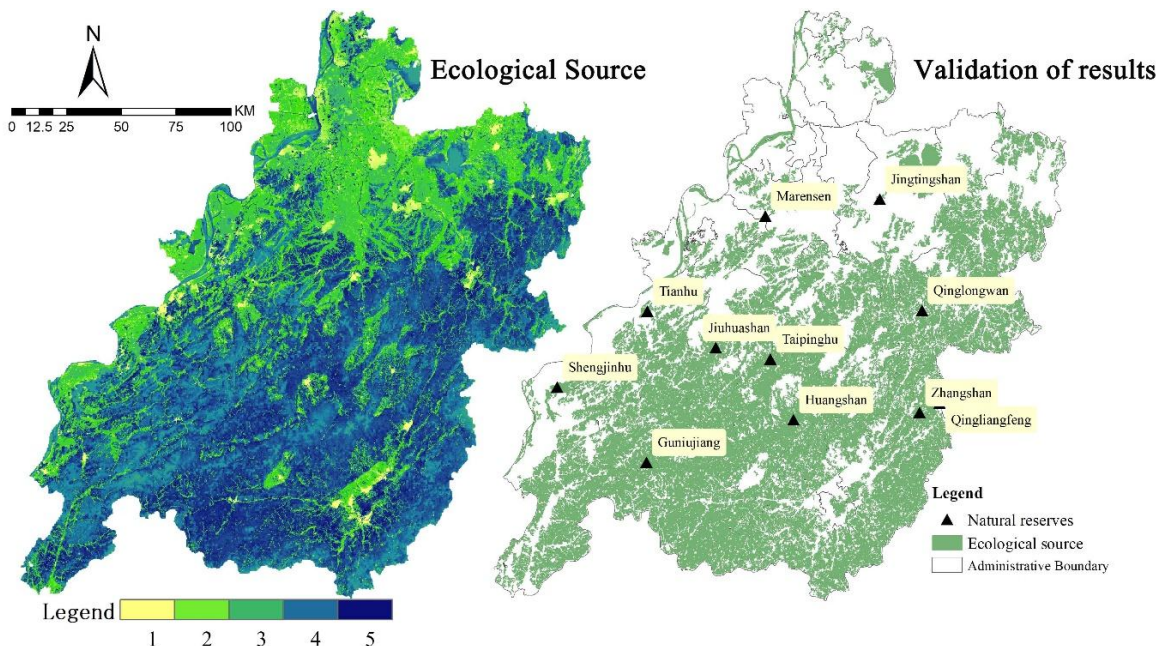 N
KM
0 12.5 25 50 75 100
Ecological Source
Legend
1 2 3 4 5
Validation of results
Jingtingshan
Marensen
Tianhu
Qinglongwan
Jiuhuashan
Taipinghu
Shengjinhu
Huangshan
Zhangshan
Qingliangfeng
Guniujiang
Legend
Natural reserves
Ecological source
Administrative Boundary